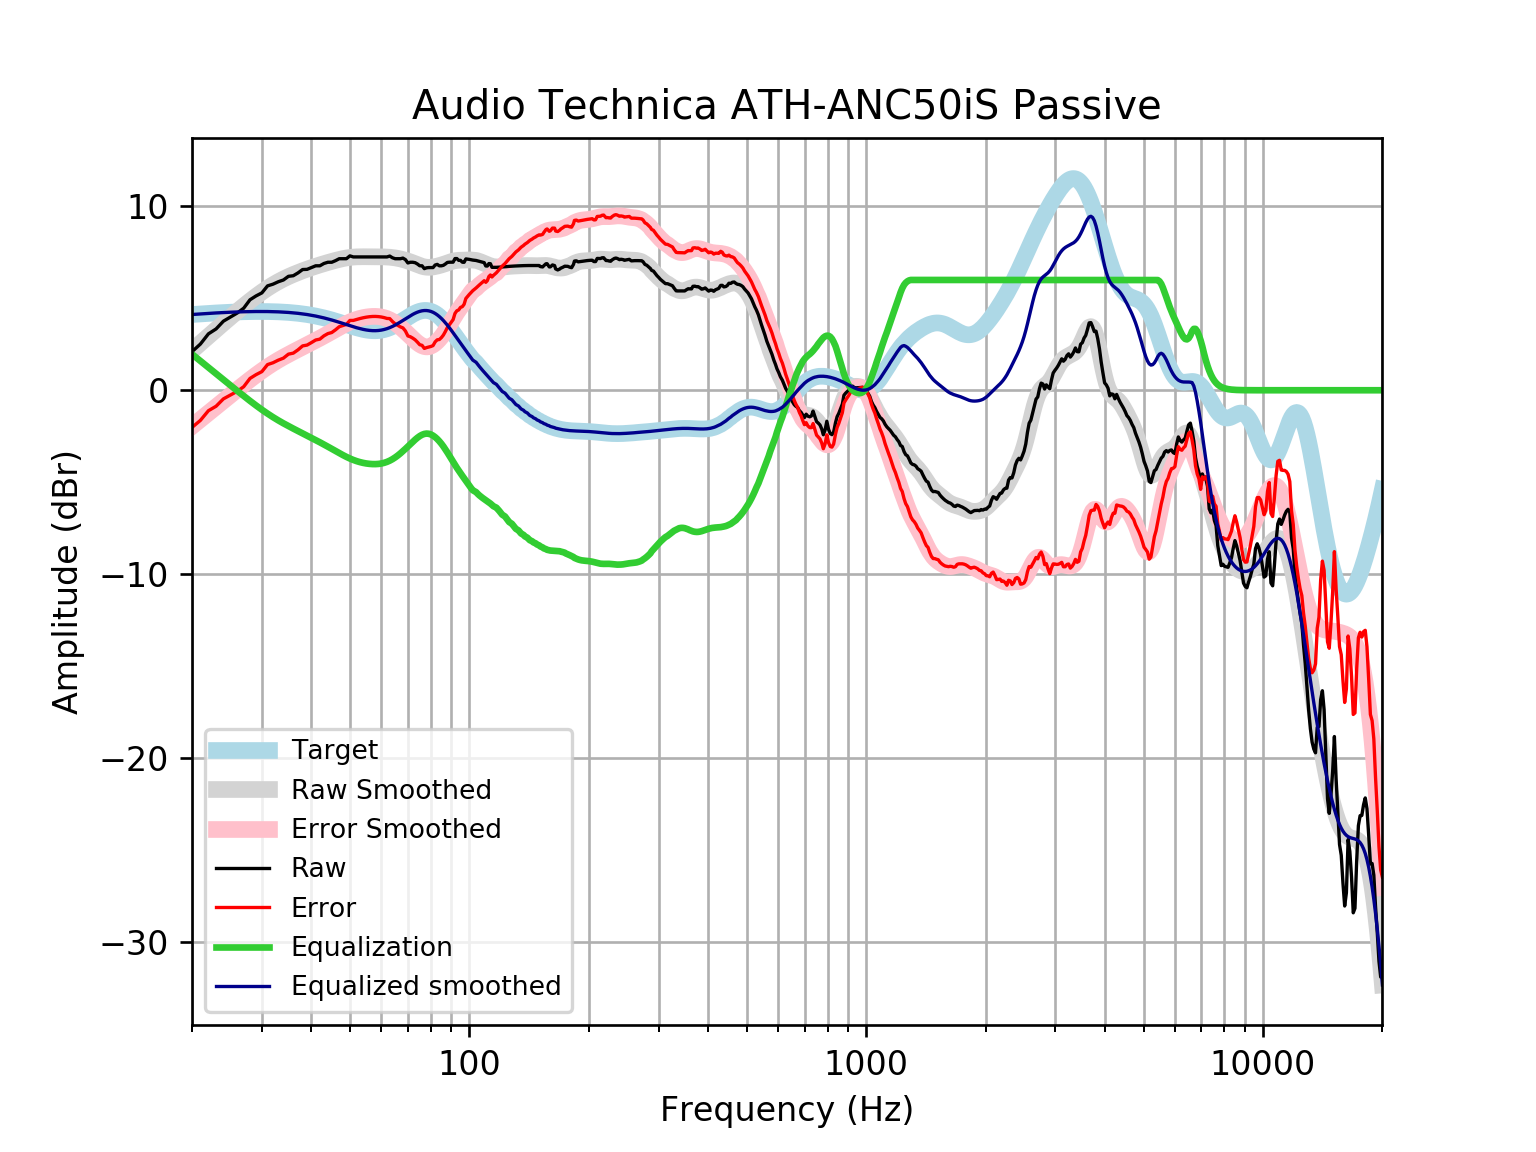 Audio Technica ATH-ANC50iS Passive
10
0
−10
−20
−30
Amplitude (dBr)
Target
Raw Smoothed
Error Smoothed
Raw
Error
Equalization
Equalized smoothed
100
1000
10000
Frequency (Hz)